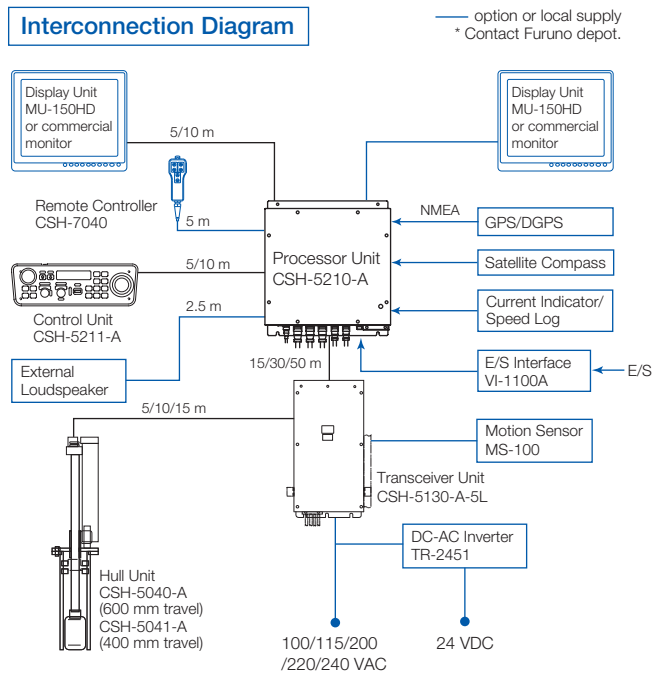 Interconnection Diagram
option or local supply
* Contact Furuno depot.
Display Unit
MU-150HD
or commercial
monitor
5/10 m
Display Unit
MU-150HD
or commercial
monitor
Remote Controller
CSH-7040
5 m
NMEA
GPS/DGPS
Processor Unit
CSH-5210-A
Satellite Compass
5/10 m
Control Unit
CSH-5211-A
2.5 m
Current Indicator/
Speed Log
External
Loudspeaker
15/30/50 m
E/S Interface
VI-1100A
E/S
5/10/15 m
Motion Sensor
MS-100
Transceiver Unit
CSH-5130-A-5L
DC-AC Inverter
TR-2451
Hull Unit
CSH-5040-A
(600 mm travel)
CSH-5041-A
(400 mm travel)
100/115/200
/220/240 VAC
24 VDC